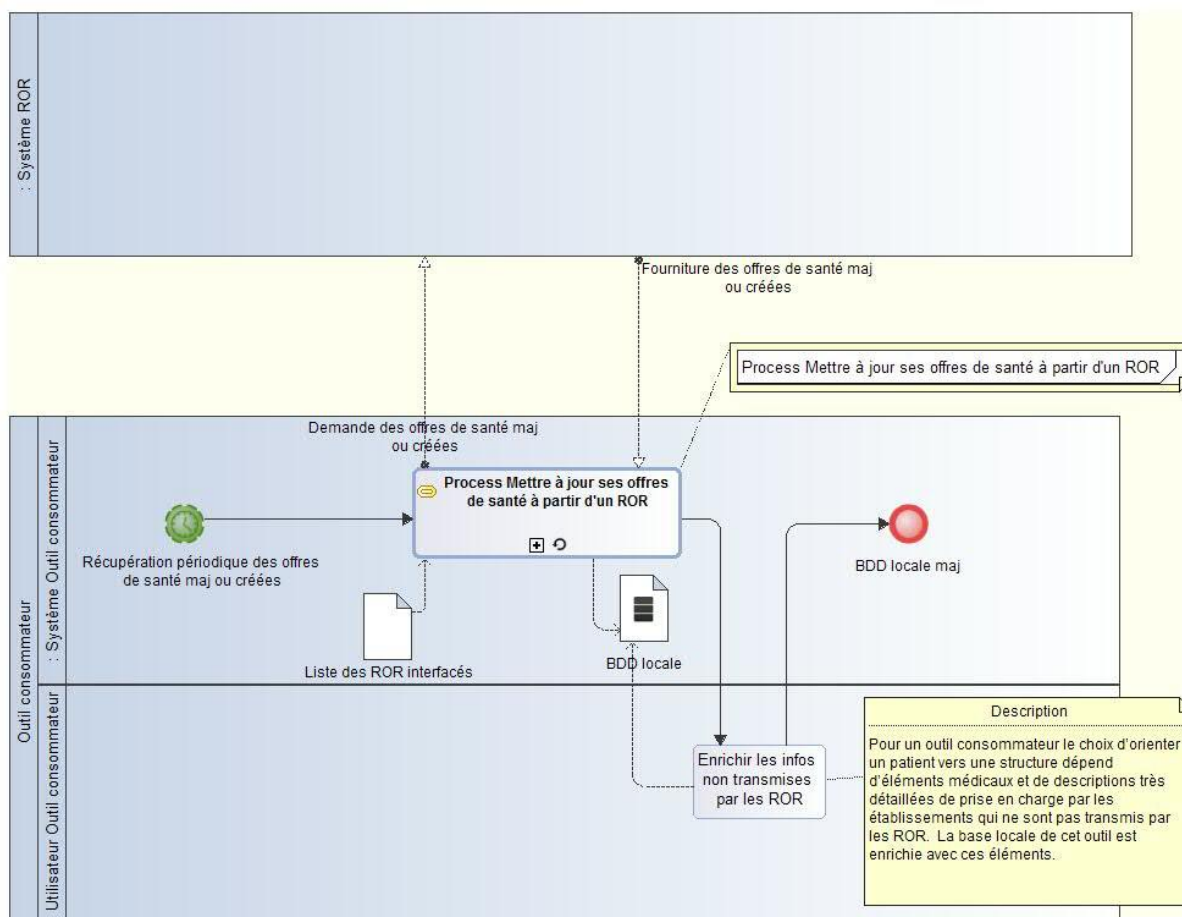 : Système ROR
Fourniture des offres de santé maj
ou créées
Process Mettre à jour ses offres de santé à partir d'un ROR
Outil consommateur
: Système Outil consommateur
Demande des offres de santé maj
ou créées
Process Mettre à jour ses offres
de santé à partir d'un ROR
Récupération périodique des offres
de santé maj ou créées
BDD locale maj
Liste des ROR interfacés
BDD locale
Utilisateur Outil consommateur
Enrichir les infos
non transmises
par les ROR
Description
Pour un outil consommateur le choix d'orienter
un patient vers une structure dépend
d'éléments médicaux et de descriptions très
détaillées de prise en charge par les
établissements qui ne sont pas transmis par
les ROR. La base locale de cet outil est
enrichie avec ces éléments.